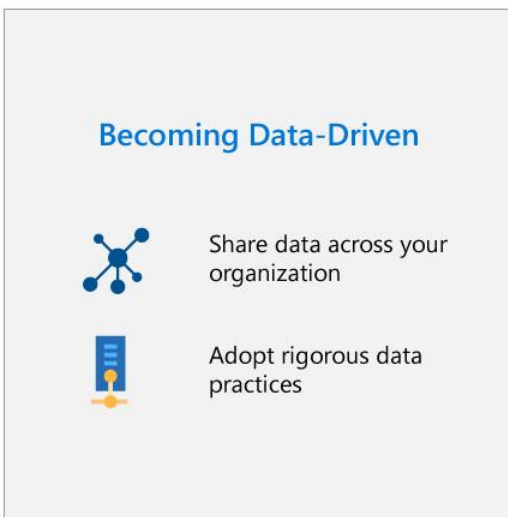 Becoming Data-Driven
Share data across your
organization
Adopt rigorous data
practices